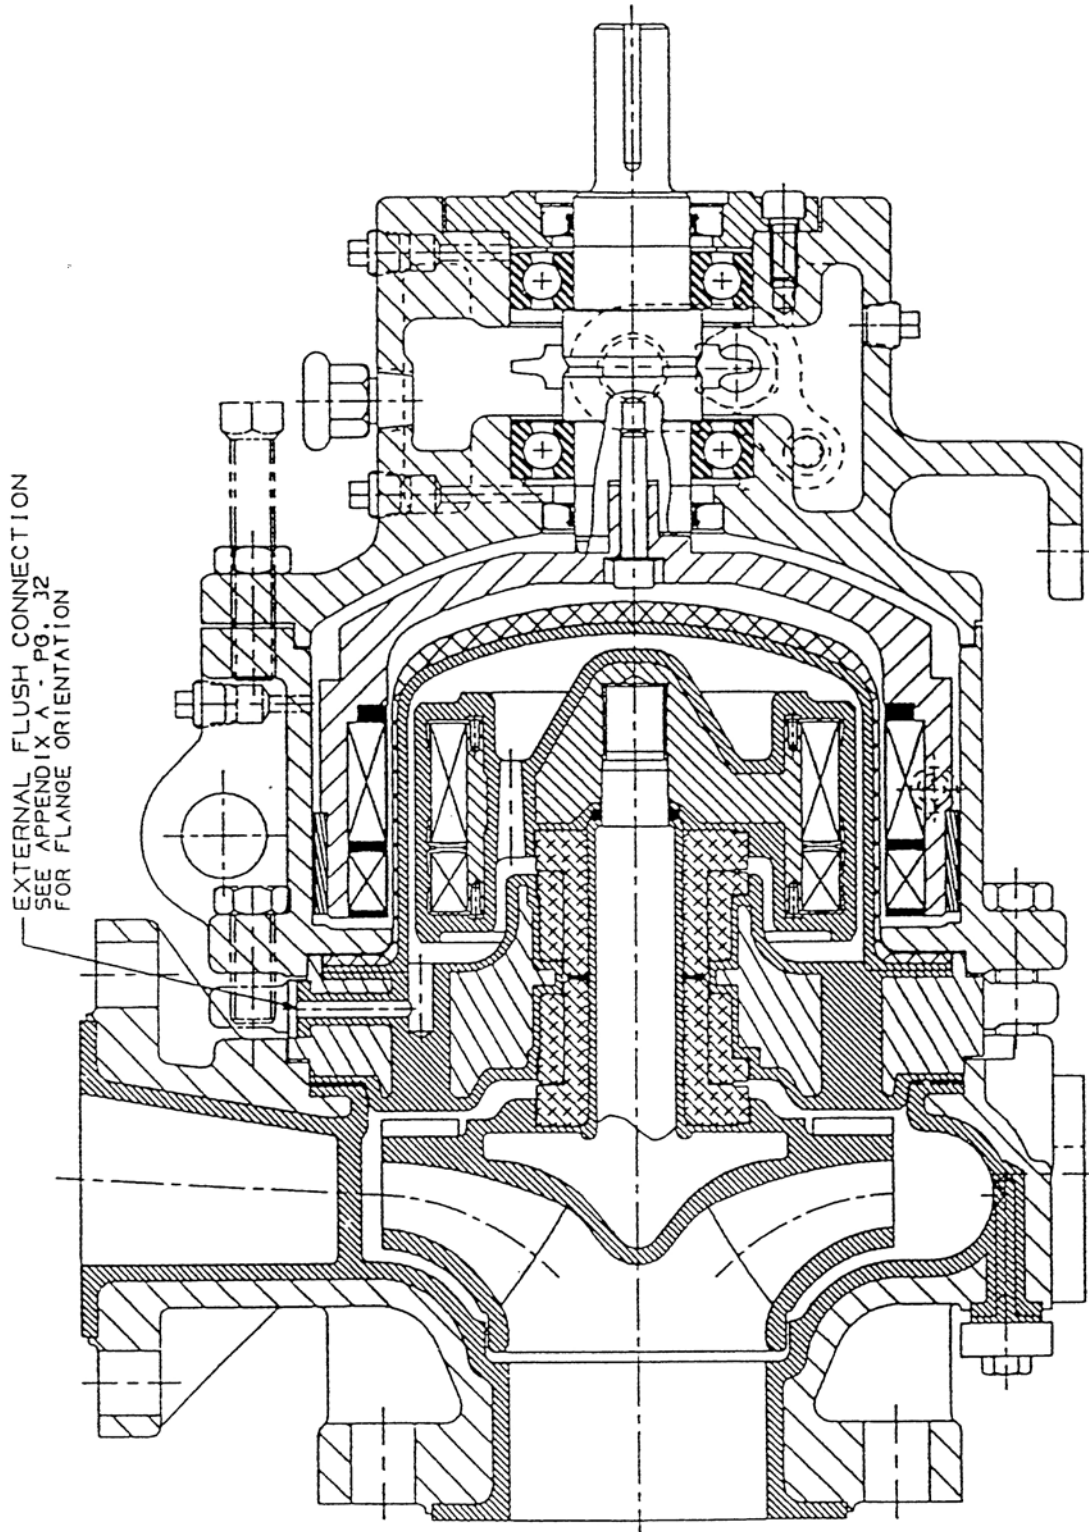 EXTERNAL FLUSH CONNECTION
SEE APPENDIX A - PG. 32
FOR FLANGE ORIENTATION